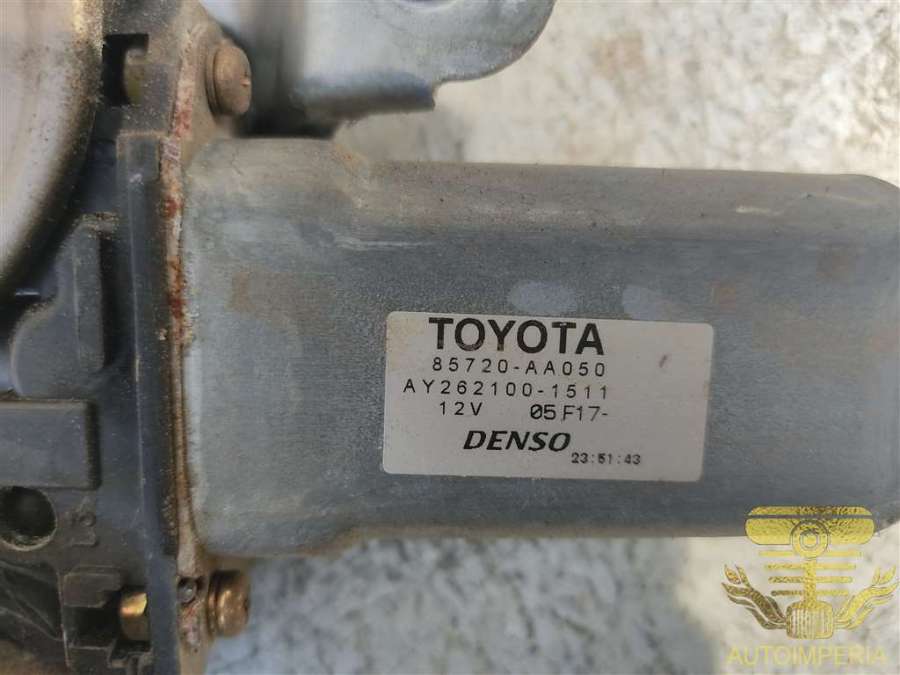 TOYOTA
85720-AA050
AY262100-1511
12V 05F17-
DENSO
23:51:43
AUTOIMPERIA